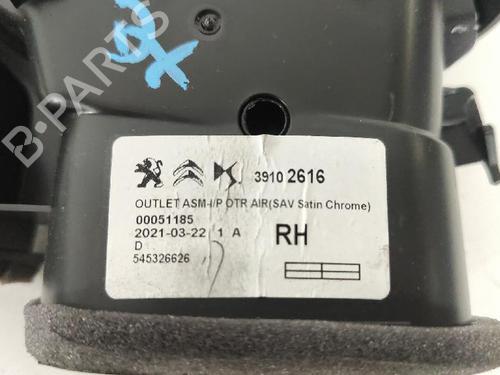 B-PARTS
3910 2616
OUTLET ASM-I/P OTR AIR(SAV Satin Chrome)
00051185
2021-03-22 1 A
RH
D
545326626